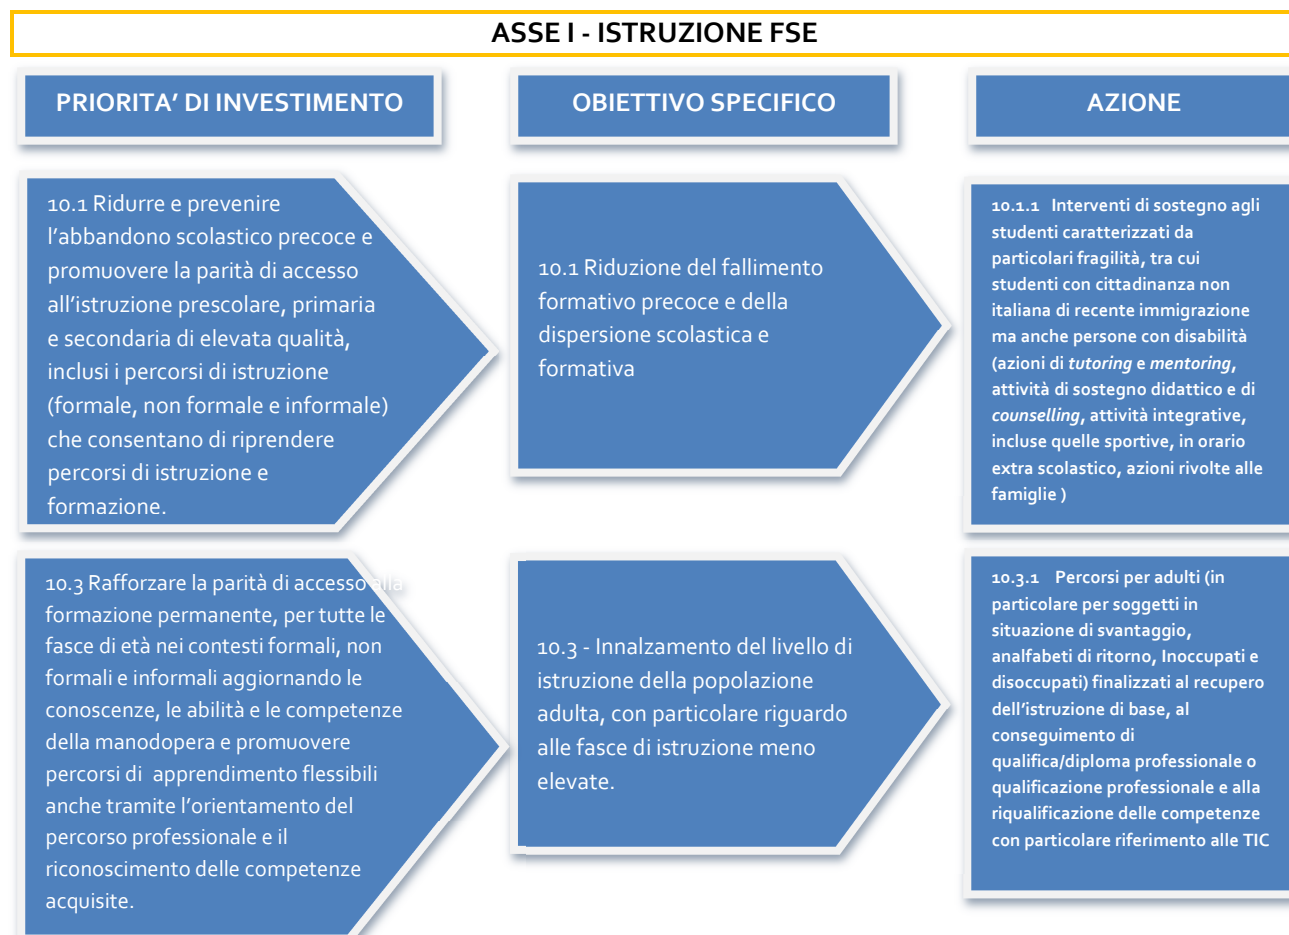 ASSE I - ISTRUZIONE FSE
PRIORITA’ DI INVESTIMENTO
OBIETTIVO SPECIFICO
AZIONE
10.1 Ridurre e prevenire
l’abbandono scolastico precoce e
promuovere la parità di accesso
all’istruzione prescolare, primaria
e secondaria di elevata qualità,
inclusi i percorsi di istruzione
(formale, non formale e informale)
che consentano di riprendere
percorsi di istruzione e
formazione.
10.1 Riduzione del fallimento
formativo precoce e della
dispersione scolastica e
formativa
10.1.1 Interventi di sostegno agli
studenti caratterizzati da
particolari fragilità, tra cui
studenti con cittadinanza non
italiana di recente immigrazione
ma anche persone con disabilità
(azioni di tutoring e mentoring,
attività di sostegno didattico e di
counselling, attività integrative,
incluse quelle sportive, in orario
extra scolastico, azioni rivolte alle
famiglie )
10.3 Rafforzare la parità di accesso alla
formazione permanente, per tutte le
fasce di età nei contesti formali, non
formali e informali aggiornando le
conoscenze, le abilità e le competenze
della manodopera e promuovere
percorsi di apprendimento flessibili
anche tramite l’orientamento del
percorso professionale e il
riconoscimento delle competenze
acquisite.
10.3 - Innalzamento del livello di
istruzione della popolazione
adulta, con particolare riguardo
alle fasce di istruzione meno
elevate.
10.3.1 Percorsi per adulti (in
particolare per soggetti in
situazione di svantaggio,
analfabeti di ritorno, Inoccupati e
disoccupati) finalizzati al recupero
dell’istruzione di base, al
conseguimento di
qualifica/diploma professionale o
qualificazione professionale e alla
riqualificazione delle competenze
con particolare riferimento alle TIC